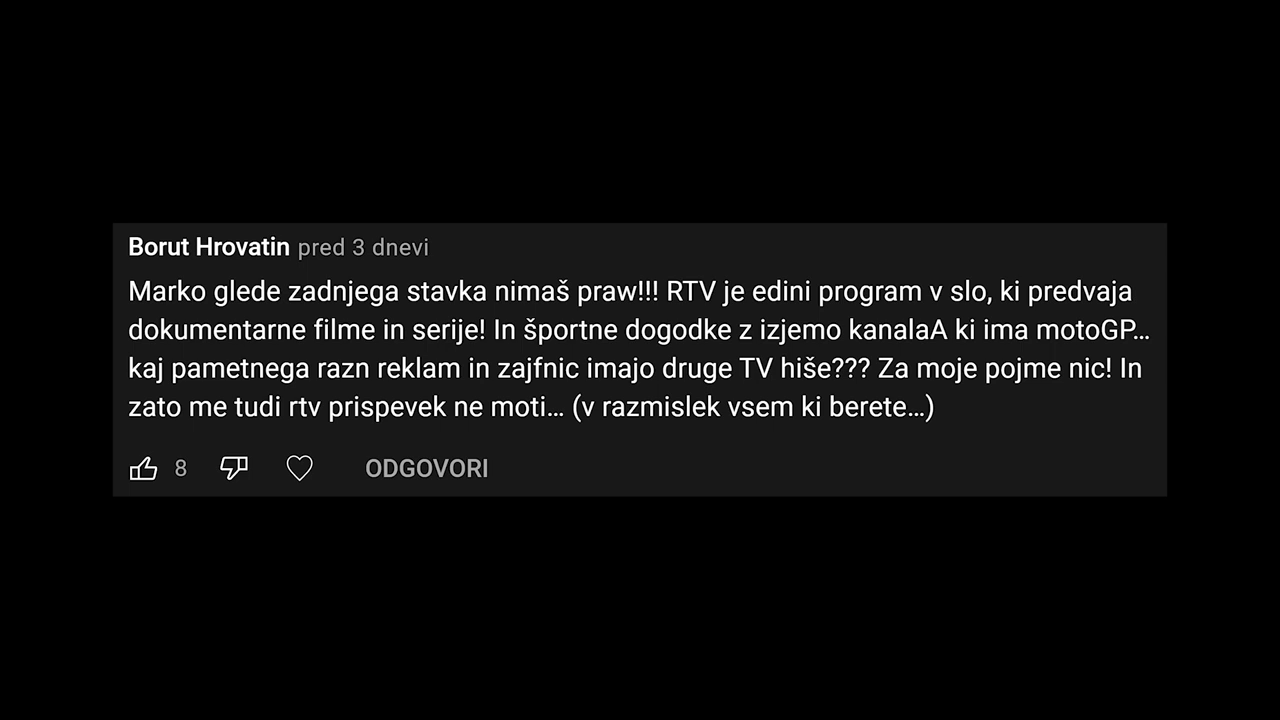 Borut Hrovatin pred 3 dnevi
Marko glede zadnjega stavka nimaš praw!!! RTV je edini program v slo, ki predvaja
dokumentarne filme in serije! In športne dogodke z izjemo kanalaA ki ima motoGP...
kaj pametnega razn reklam in zajfnic imajo druge TV hiše??? Za moje pojme nic! In
zato me tudi rtv prispevek ne moti... (v razmislek vsem ki berete...)
8 ODGOVORI